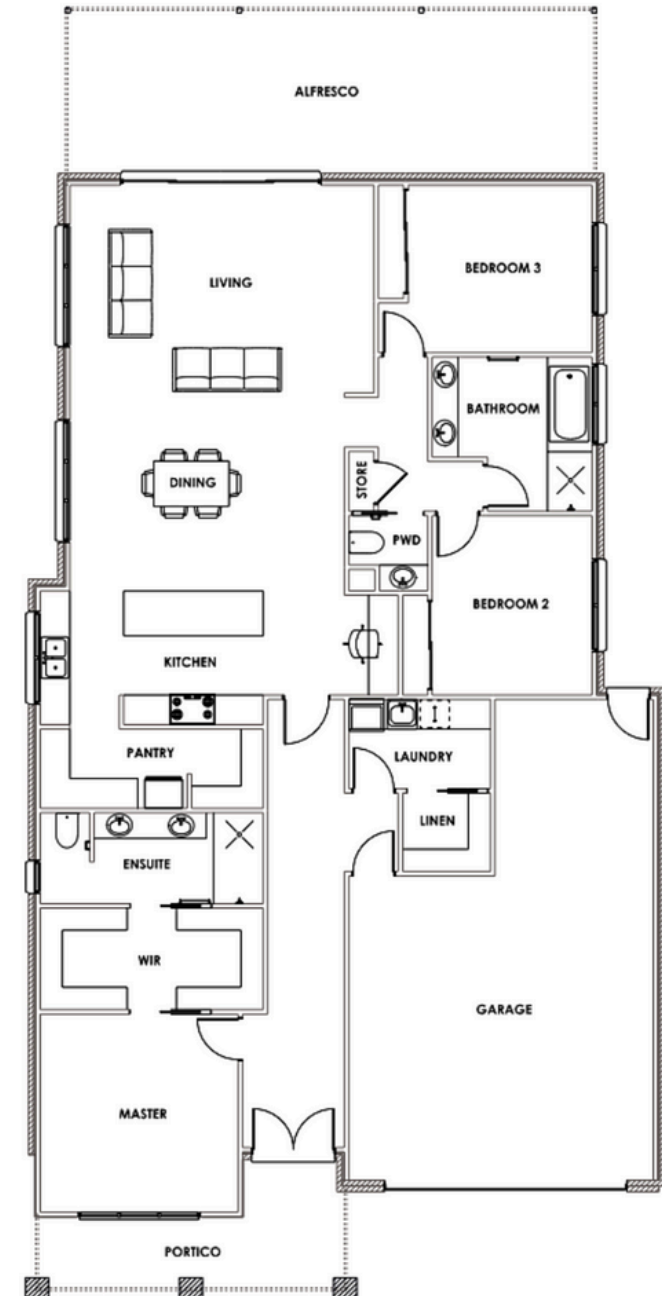 ALFRESCO
LIVING
BEDROOM 3
BATHROOM
DINING
STORE
PWD
BEDROOM 2
KITCHEN
PANTRY
LAUNDRY
LINEN
ENSUITE
WIR
GARAGE
MASTER
PORTICO